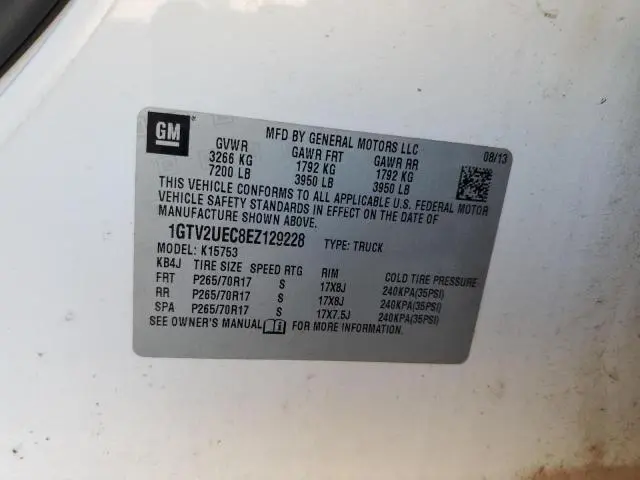 GM
MFD BY GENERAL MOTORS LLC
08/13
GVWR GAWR FRT GAWR RR
3266 KG 1792 KG 1792 KG
7200 LB 3950 LB 3950 LB
THIS VEHICLE CONFORMS TO ALL APPLICABLE U.S. FEDERAL MOTOR
VEHICLE SAFETY STANDARDS IN EFFECT ON THE DATE OF
MANUFACTURE SHOWN ABOVE.
1GTV2UEC8EZ129228 TYPE: TRUCK
MODEL: K15753
KB4J TIRE SIZE SPEED RTG RIM COLD TIRE PRESSURE
FRT P265/70R17 S 17X8J 240KPA(35PSI)
RR P265/70R17 S 17X8J 240KPA(35PSI)
SPA P265/70R17 S 17X7.5J 240KPA(35PSI)
SEE OWNER'S MANUAL FOR MORE INFORMATION.